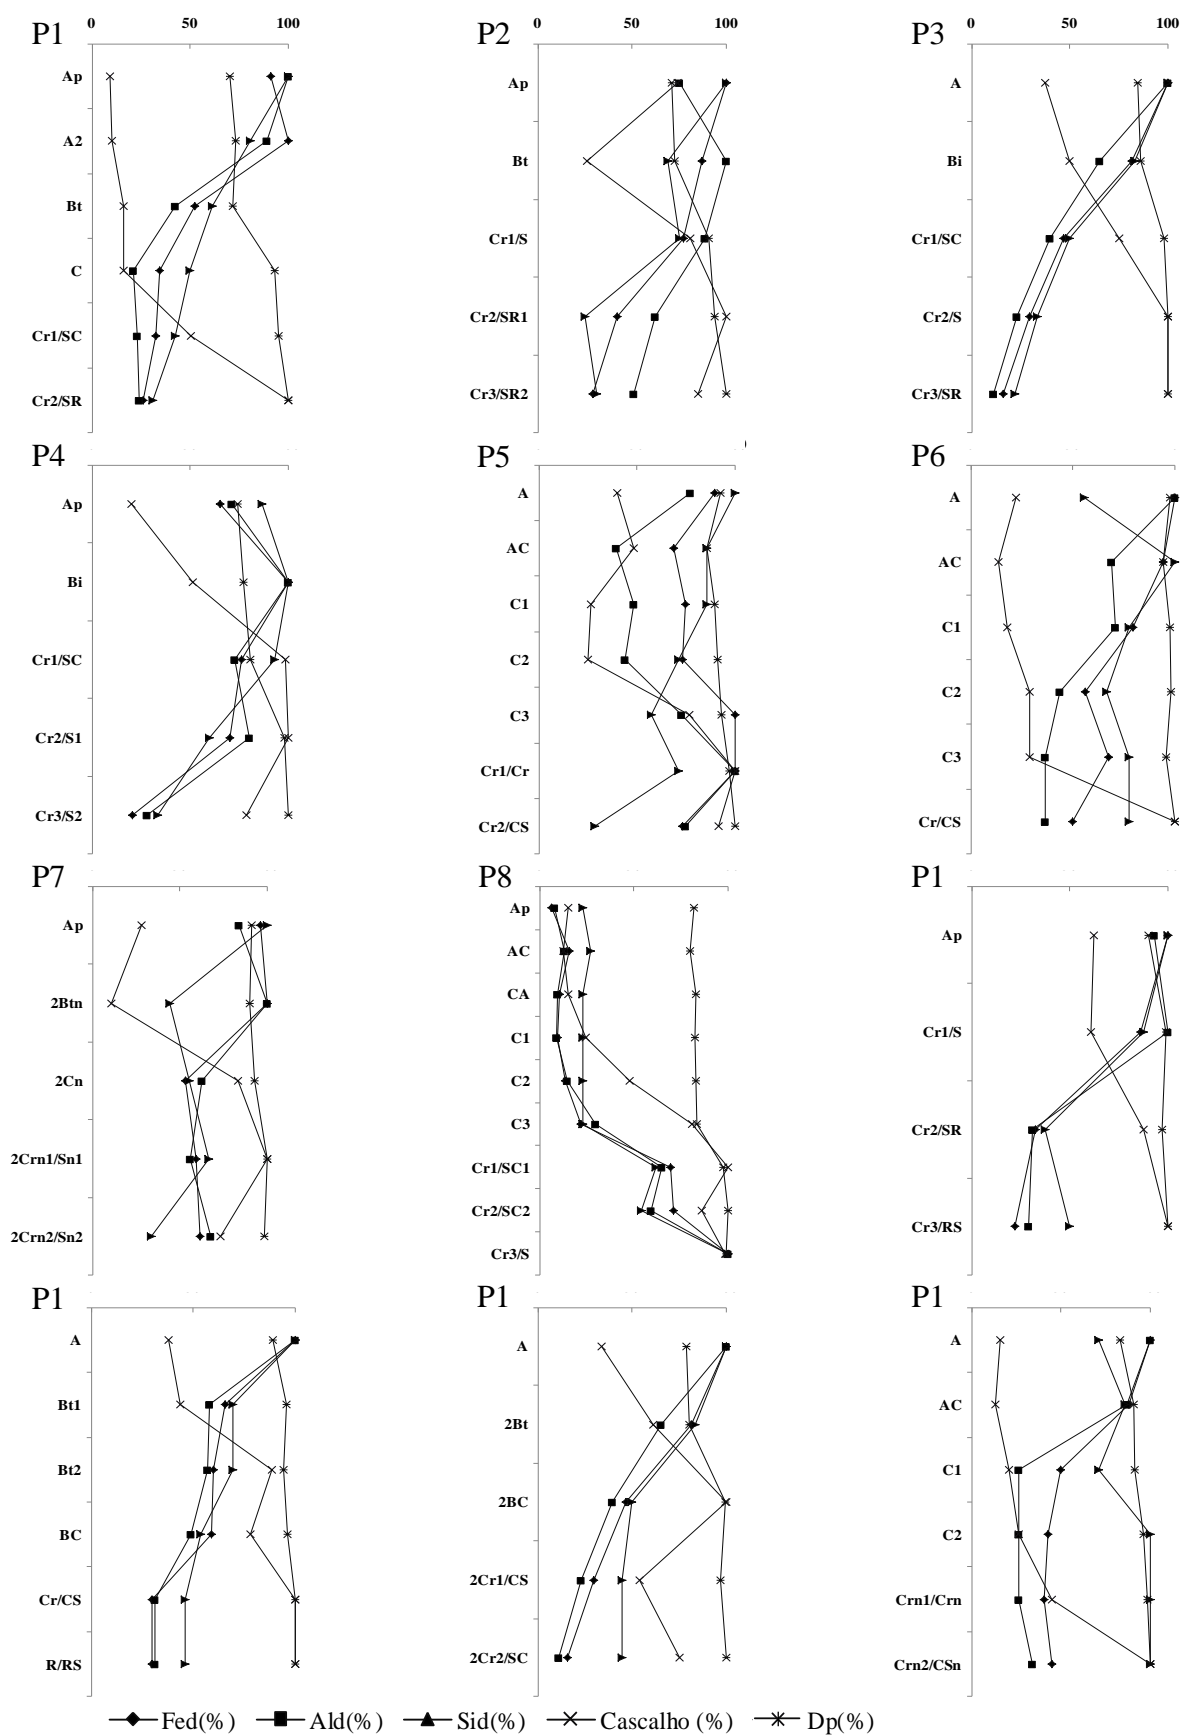 P1 0 50 100
Ap
A2
Bt
C
Cr1/SC
Cr2/SR
P2 0 50 100
Ap
Bt
Cr1/S
Cr2/SR1
Cr3/SR2
P3 0 50 100
A
Bi
Cr1/SC
Cr2/S
Cr3/SR
P4
Ap
Bi
Cr1/SC
Cr2/S1
Cr3/S2
P5
A
AC
C1
C2
C3
Cr1/Cr
Cr2/CS
P6
A
AC
C1
C2
C3
Cr/CS
P7
Ap
2Btn
2Cn
2Crn1/Sn1
2Crn2/Sn2
P8
Ap
AC
CA
C1
C2
C3
Cr1/SC1
Cr2/SC2
Cr3/S
P1
Ap
Cr1/S
Cr2/SR
Cr3/RS
P1
A
Bt1
Bt2
BC
Cr/CS
R/RS
P1
A
2Bt
2BC
2Cr1/CS
2Cr2/SC
P1
A
AC
C1
C2
Crn1/Crn
Crn2/CSn
Fed(%) Ald(%) Sid(%) Cascalho (%) Dp(%)